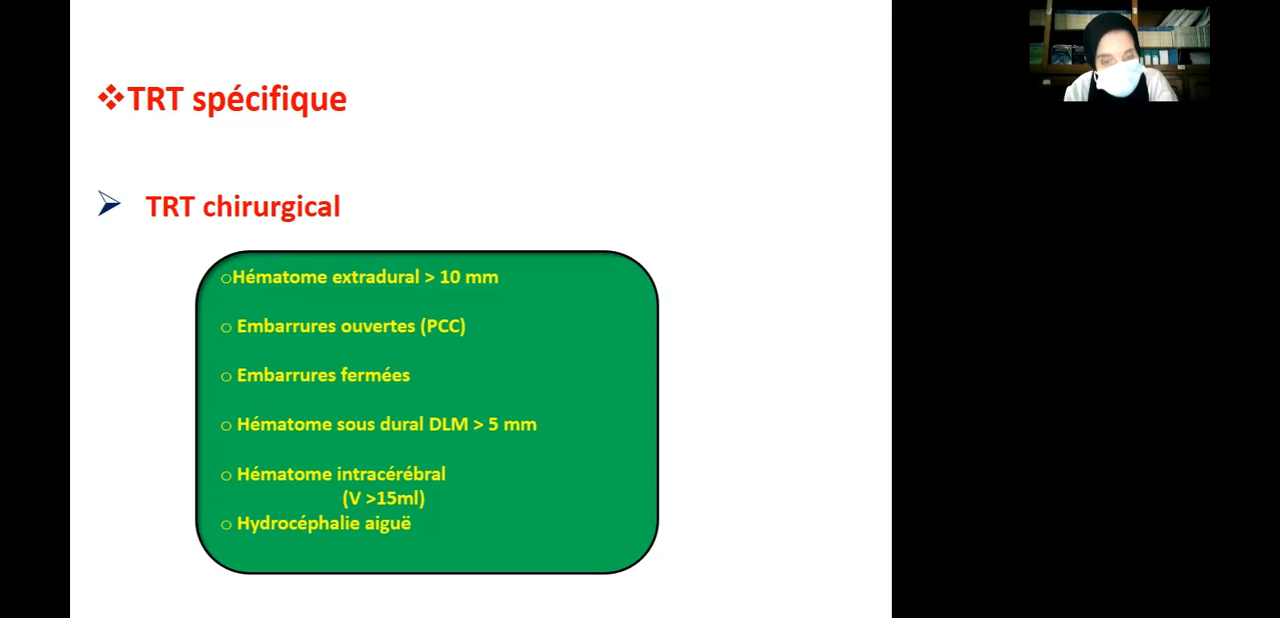 ❖TRT spécifique
➢ TRT chirurgical
○Hématome extradural > 10 mm
○ Embarrures ouvertes (PCC)
○ Embarrures fermées
○ Hématome sous dural DLM > 5 mm
○ Hématome intracérébral
(V >15ml)
○ Hydrocéphalie aiguë